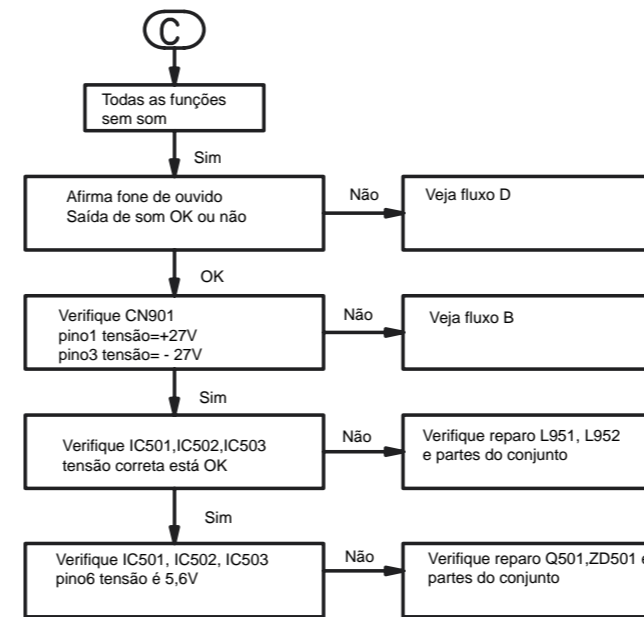 C
Todas as funções
sem som
Sim
Afirma fone de ouvido
Saída de som OK ou não
Não
Veja fluxo D
OK
Verifique CN901
pino1 tensão=+27V
pino3 tensão= - 27V
Não
Veja fluxo B
Sim
Verifique IC501,IC502,IC503
tensão correta está OK
Não
Verifique reparo L951, L952
e partes do conjunto
Sim
Verifique IC501, IC502, IC503
pino6 tensão é 5,6V
Não
Verifique reparo Q501,ZD501 e
partes do conjunto